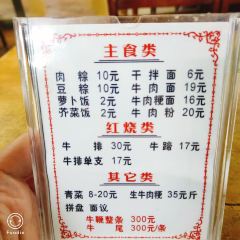 主食类
肉 粽 10元 干 拌 面 6元
豆 粽 10元 牛 肉 面 19元
萝卜饭 2元 牛肉粳面 16元
芥菜饭 2元 牛 肉 粉 20元
红烧类
牛 排 30元 牛 蹄 17元
牛排单支 17元
其它类
青菜 8-20元 生牛肉粳 35元斤
拼盘 面议
牛鞭整条 300元
牛 尾 300元/条
Foodie